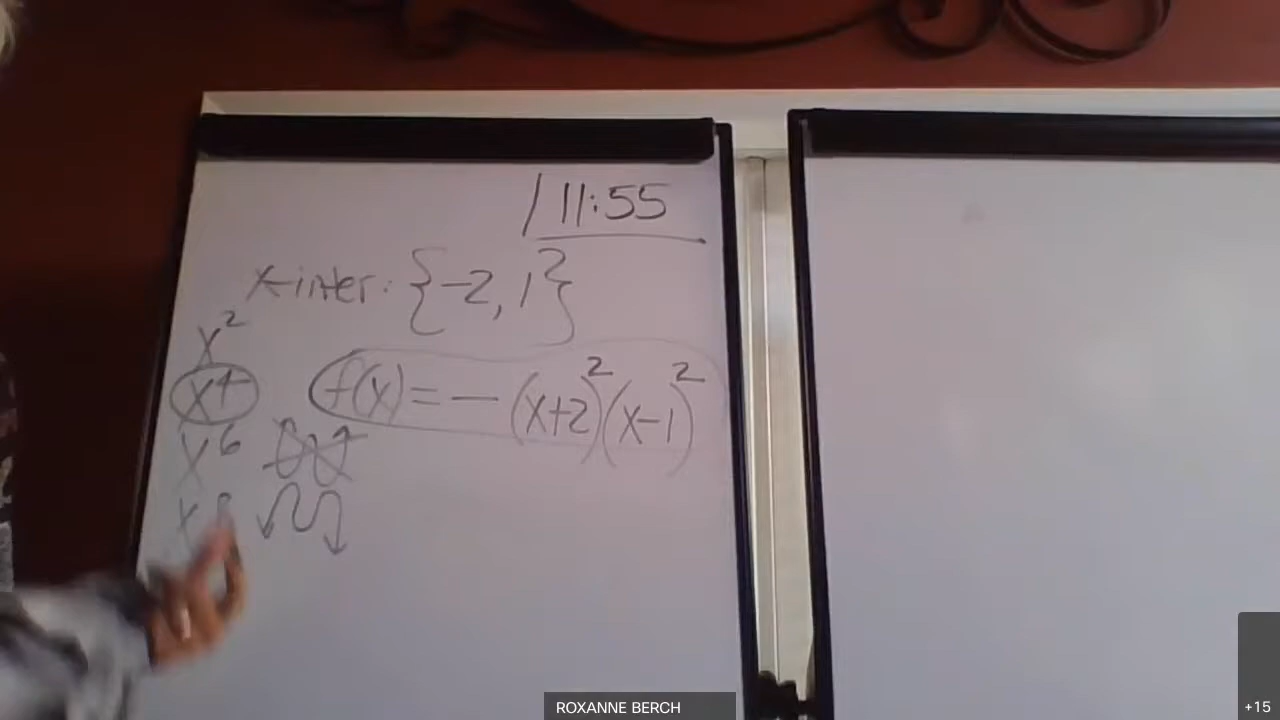 11:55
x-inter: {-2, 1}
x²
x⁴ f(x) = -(x+2)²(x-1)²
x⁶
x
ROXANNE BERCH
+15